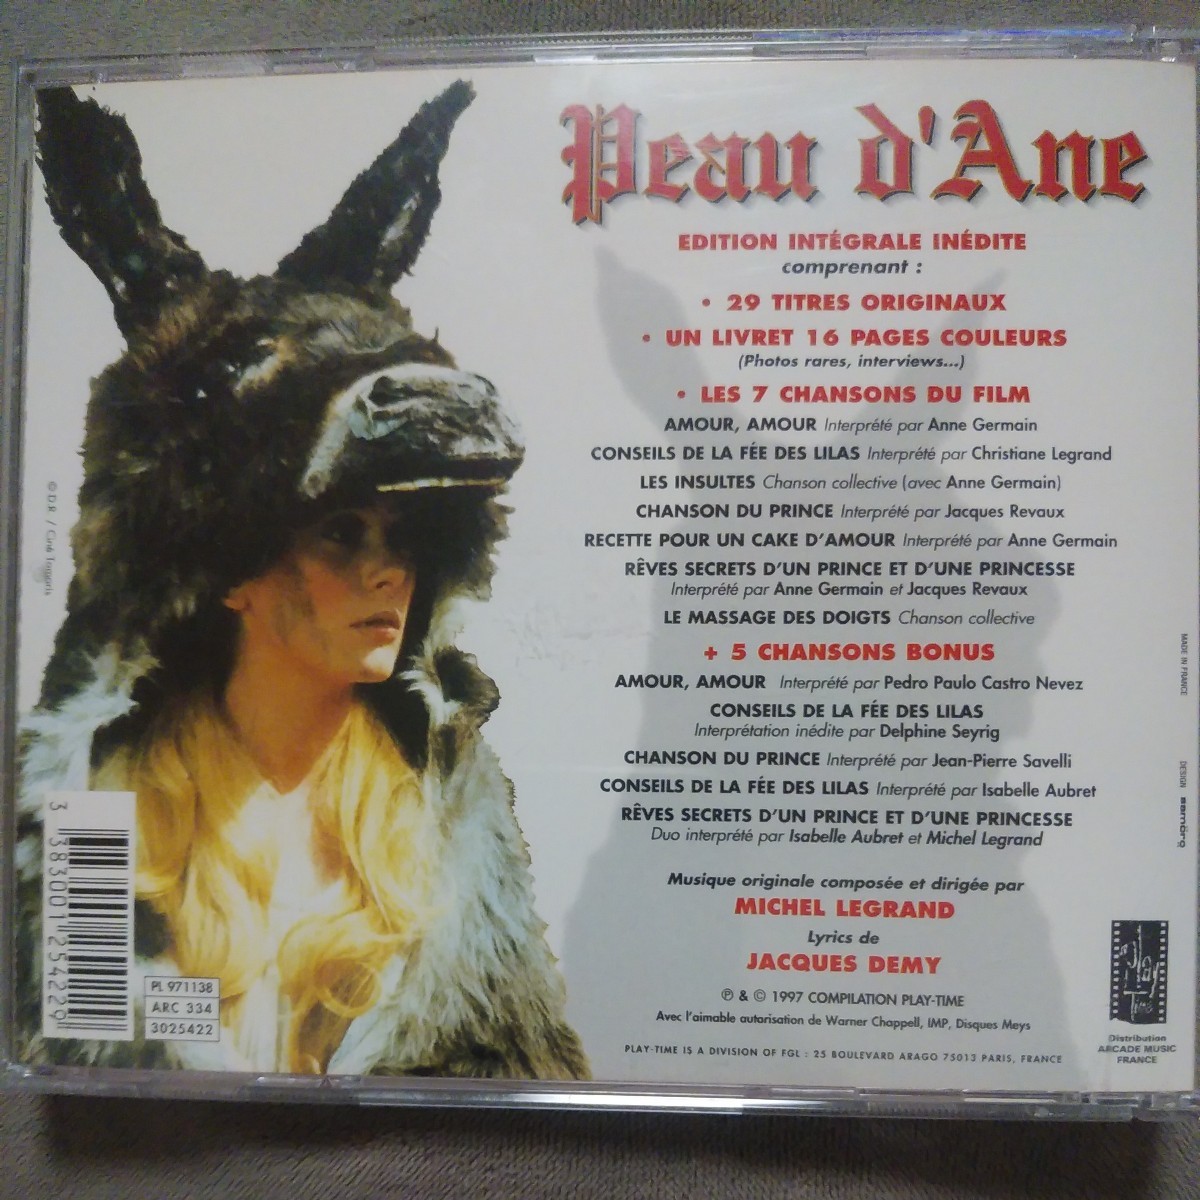 Peau d'Ane
EDITION INTÉGRALE INÉDITE
comprenant :
• 29 TITRES ORIGINAUX
• UN LIVRET 16 PAGES COULEURS
(Photos rares, interviews...)
• LES 7 CHANSONS DU FILM
AMOUR, AMOUR Interprété par Anne Germain
CONSEILS DE LA FÉE DES LILAS Interprété par Christiane Legrand
LES INSULTES Chanson collective (avec Anne Germain)
CHANSON DU PRINCE Interprété par Jacques Revaux
RECETTE POUR UN CAKE D'AMOUR Interprété par Anne Germain
RÊVES SECRETS D'UN PRINCE ET D'UNE PRINCESSE
Interprété par Anne Germain et Jacques Revaux
LE MASSAGE DES DOIGTS Chanson collective
+ 5 CHANSONS BONUS
AMOUR, AMOUR Interprété par Pedro Paulo Castro Nevez
CONSEILS DE LA FÉE DES LILAS
Interprétation inédite par Delphine Seyrig
CHANSON DU PRINCE Interprété par Jean-Pierre Savelli
CONSEILS DE LA FÉE DES LILAS Interprété par Isabelle Aubret
RÊVES SECRETS D'UN PRINCE ET D'UNE PRINCESSE
Duo interprété par Isabelle Aubret et Michel Legrand
Musique originale composée et dirigée par
MICHEL LEGRAND
Lyrics de
JACQUES DEMY
℗ & © 1997 COMPILATION PLAY-TIME
Avec l'aimable autorisation de Warner Chappell, IMP, Disques Meys
PLAY-TIME IS A DIVISION OF FGL : 25 BOULEVARD ARAGO 75013 PARIS, FRANCE
© D.R. / Ciné Tamaris
3 383001 254229
PL 971138
ARC 334
3025422
MADE IN FRANCE
DESIGN
Play Time
Distribution
ARCADE MUSIC
FRANCE